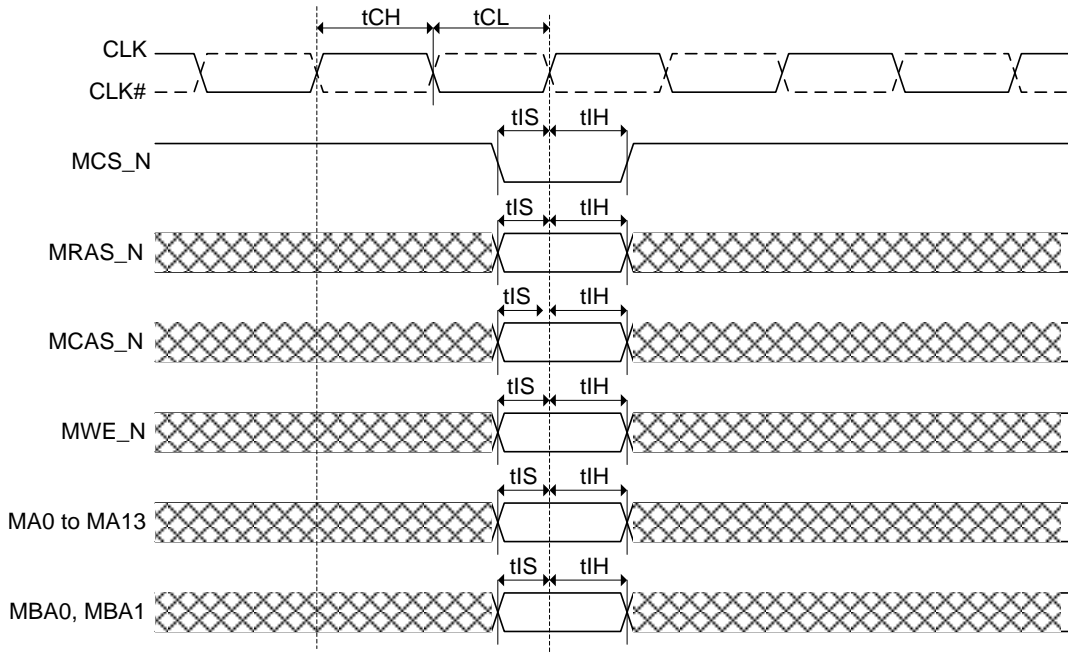 tCH tCL
CLK
CLK#
tIS tIH
MCS_N
tIS tIH
MRAS_N
tIS tIH
MCAS_N
tIS tIH
MWE_N
tIS tIH
MA0 to MA13
tIS tIH
MBA0, MBA1